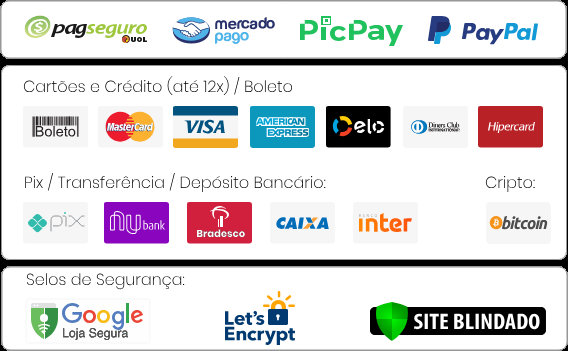 pagseguro
UOL
mercado
pago
PicPay
PayPal
Cartões e Crédito (até 12x) / Boleto
Boleto
MasterCard
VISA
AMERICAN
EXPRESS
elo
Diners Club
INTERNATIONAL
Hipercard
Pix / Transferência / Depósito Bancário:
Cripto:
pix
nu bank
Bradesco
CAIXA
BANCO
inter
bitcoin
Selos de Segurança:
Google
Loja Segura
Let's
Encrypt
SITE BLINDADO